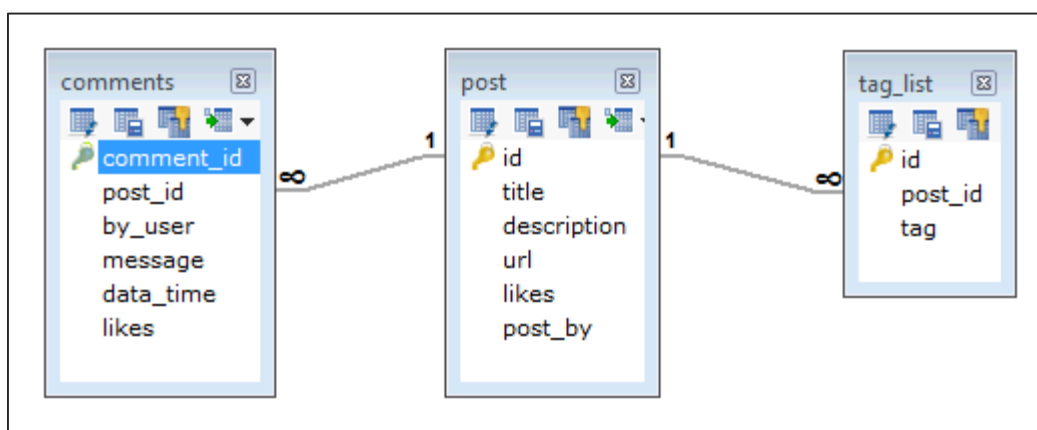 comments
comment_id
post_id
by_user
message
data_time
likes
∞
1
post
id
title
description
url
likes
post_by
1
∞
tag_list
id
post_id
tag